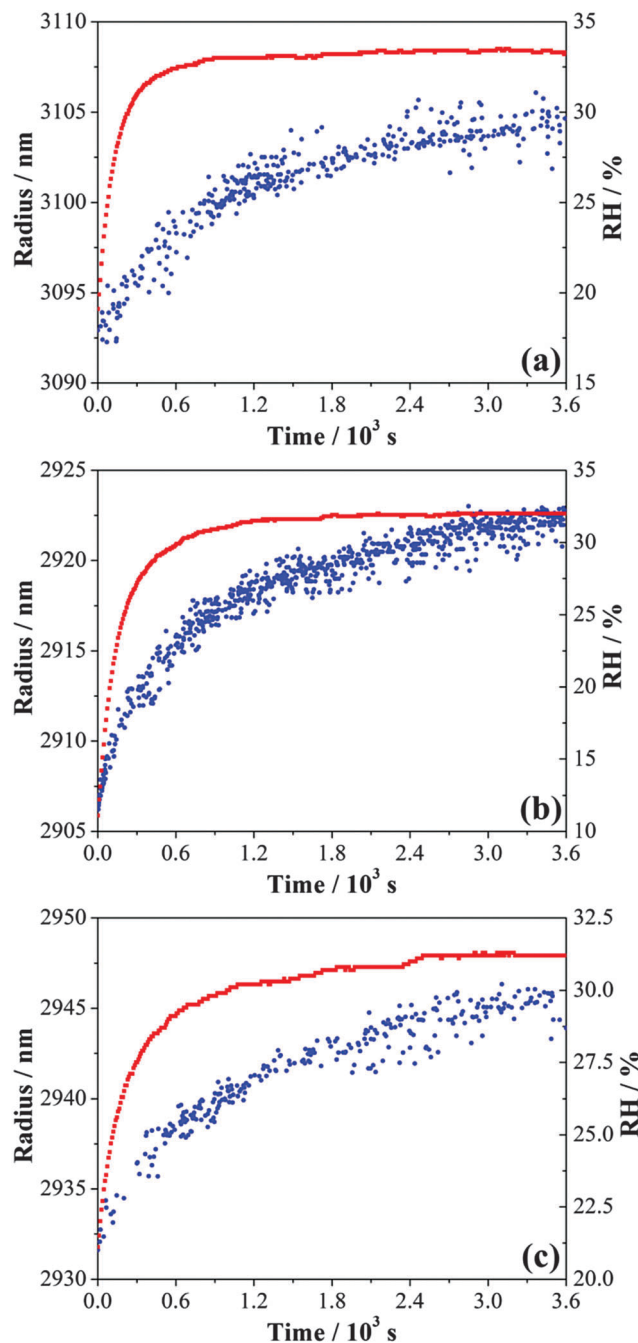 3110
3105
3100
3095
3090
Radius / nm
35
30
25
20
15
RH / %
(a)
0.0 0.6 1.2 1.8 2.4 3.0 3.6
Time / 10³ s
2925
2920
2915
2910
2905
Radius / nm
35
30
25
20
15
10
RH / %
(b)
0.0 0.6 1.2 1.8 2.4 3.0 3.6
Time / 10³ s
2950
2945
2940
2935
2930
Radius / nm
32.5
30.0
27.5
25.0
22.5
20.0
RH / %
(c)
0.0 0.6 1.2 1.8 2.4 3.0 3.6
Time / 10³ s